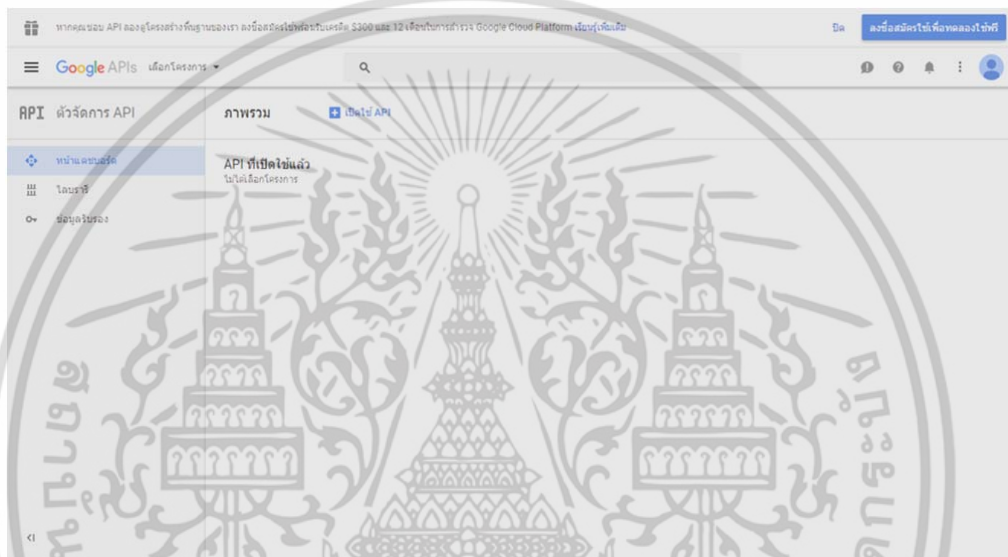 หากคุณชอบ API ลองดูโครงสร้างพื้นฐานของเรา ลงชื่อสมัครใช้พร้อมรับเครดิต $300 และ 12 เดือนในการสำรวจ Google Cloud Platform เรียนรู้เพิ่มเติม
ปิด
ลงชื่อสมัครใช้เพื่อทดลองใช้ฟรี
Google APIs เลือกโครงการ
API ตัวจัดการ API
ภาพรวม
เปิดใช้ API
หน้าแดชบอร์ด
API ที่เปิดใช้แล้ว
ไม่ได้เลือกโครงการ
ไลบรารี
ข้อมูลรับรอง